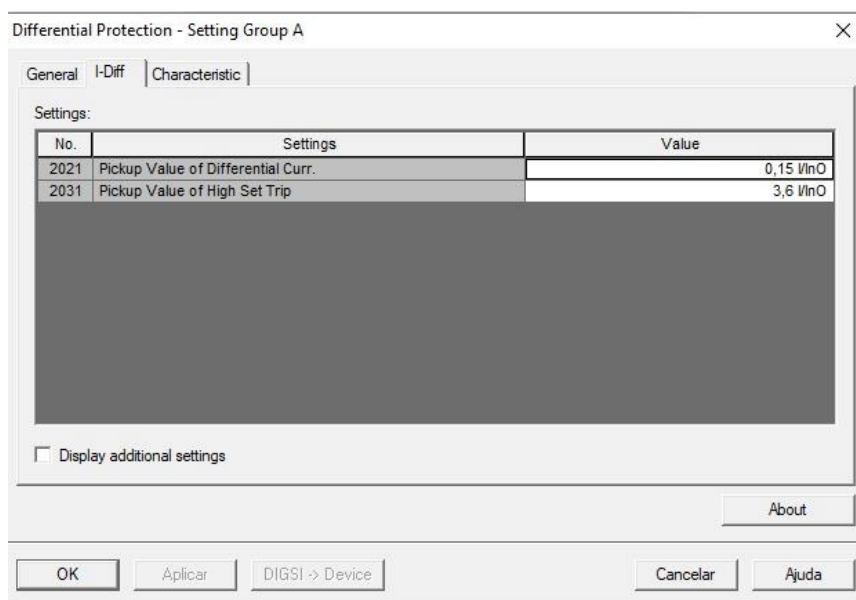 Differential Protection - Setting Group A
General I-Diff Characteristic
Settings:
No. Settings Value
2021 Pickup Value of Differential Curr. 0,15 I/InO
2031 Pickup Value of High Set Trip 3,6 I/InO
Display additional settings
About
OK Aplicar DIGSI -> Device Cancelar Ajuda